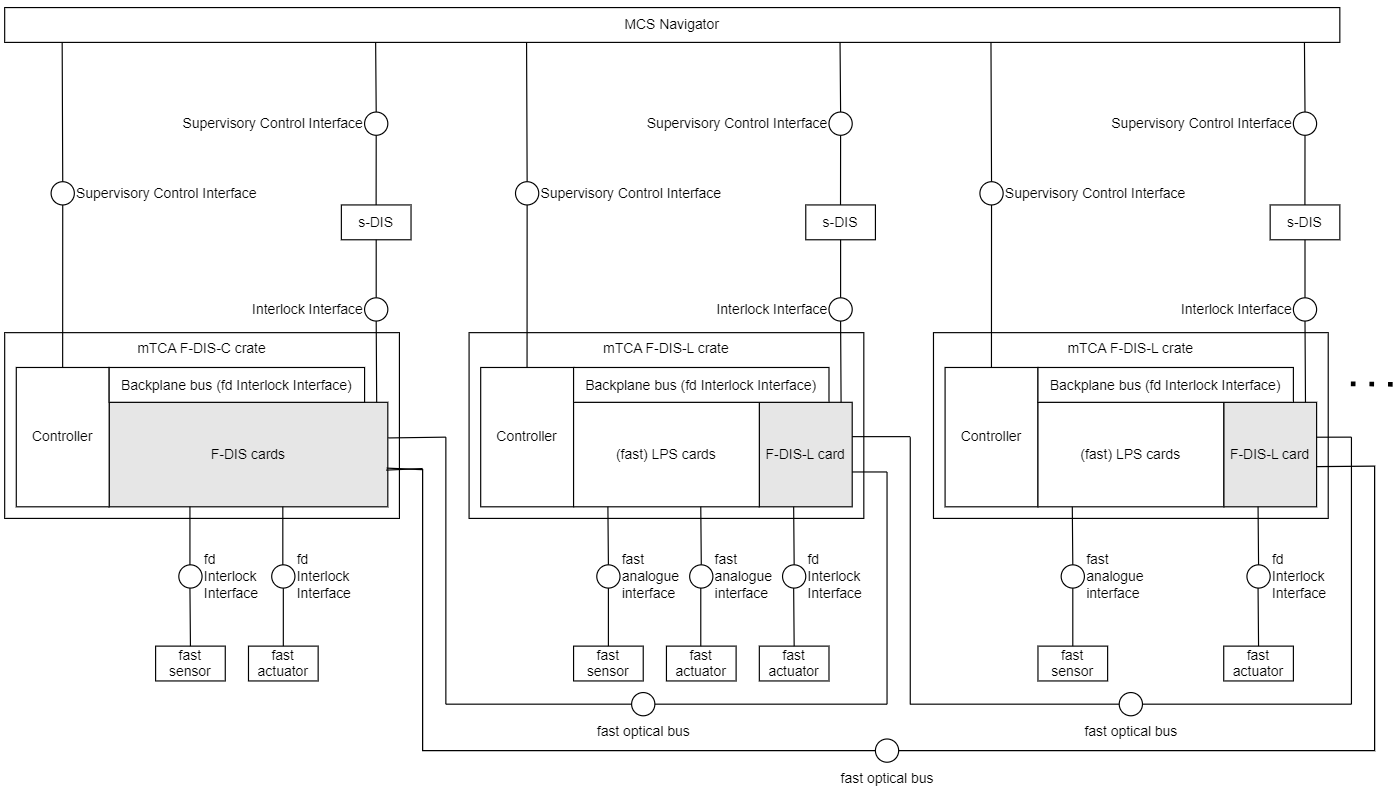 MCS Navigator
Supervisory Control Interface
Supervisory Control Interface
Supervisory Control Interface
Supervisory Control Interface
Supervisory Control Interface
Supervisory Control Interface
s-DIS
s-DIS
s-DIS
Interlock Interface
Interlock Interface
Interlock Interface
mTCA F-DIS-C crate
mTCA F-DIS-L crate
mTCA F-DIS-L crate
Backplane bus (fd Interlock Interface)
Backplane bus (fd Interlock Interface)
Backplane bus (fd Interlock Interface)
Controller
F-DIS cards
Controller
(fast) LPS cards
F-DIS-L card
Controller
(fast) LPS cards
F-DIS-L card
fd
Interlock
Interface
fd
Interlock
Interface
fast
analogue
interface
fast
analogue
interface
fd
Interlock
Interface
fast
analogue
interface
fd
Interlock
Interface
fast
sensor
fast
actuator
fast
sensor
fast
actuator
fast
actuator
fast
sensor
fast
actuator
fast optical bus
fast optical bus
fast optical bus